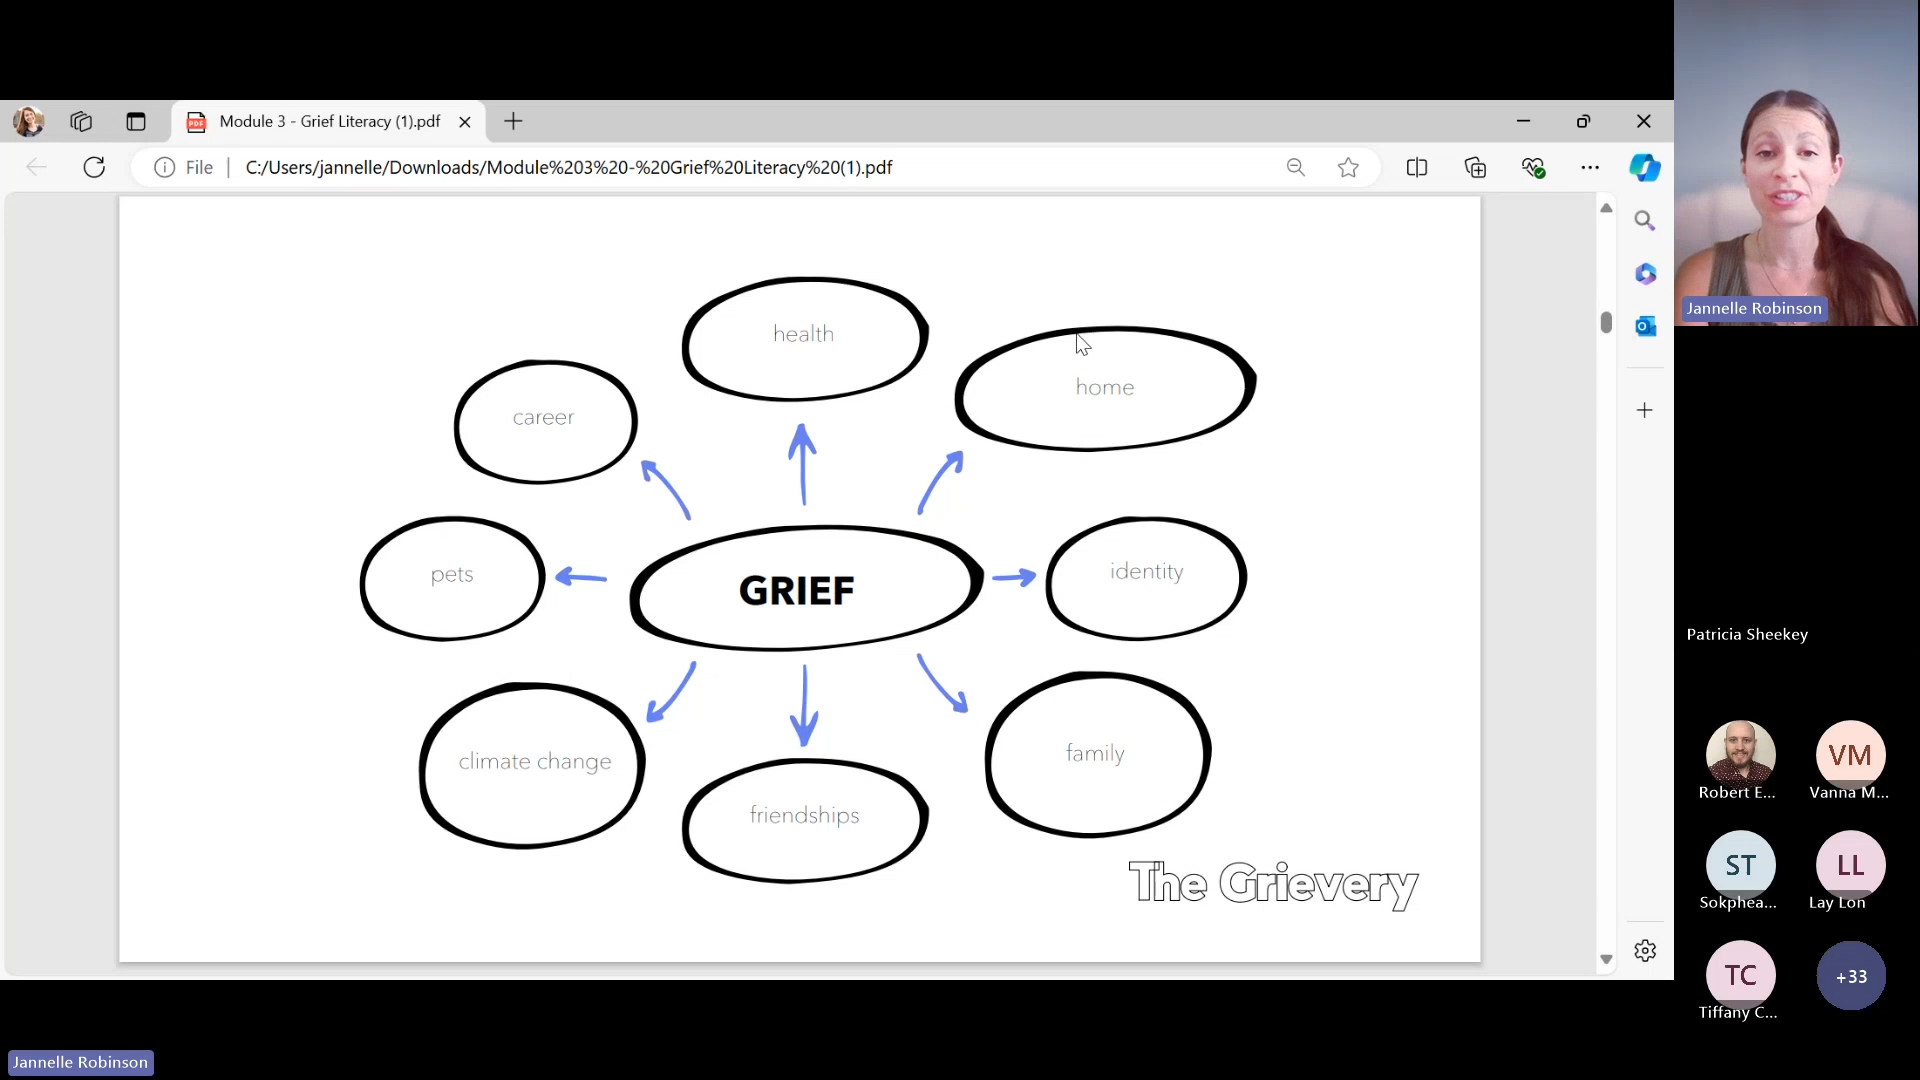 Module 3 - Grief Literacy (1).pdf
File
C:/Users/jannelle/Downloads/Module%203%20-%20Grief%20Literacy%20(1).pdf
health
home
career
pets
GRIEF
identity
climate change
friendships
family
The Grievery
Jannelle Robinson
Patricia Sheekey
Robert E...
VM
Vanna M...
ST
Sokphea...
LL
Lay Lon
TC
Tiffany C...
+33
Jannelle Robinson